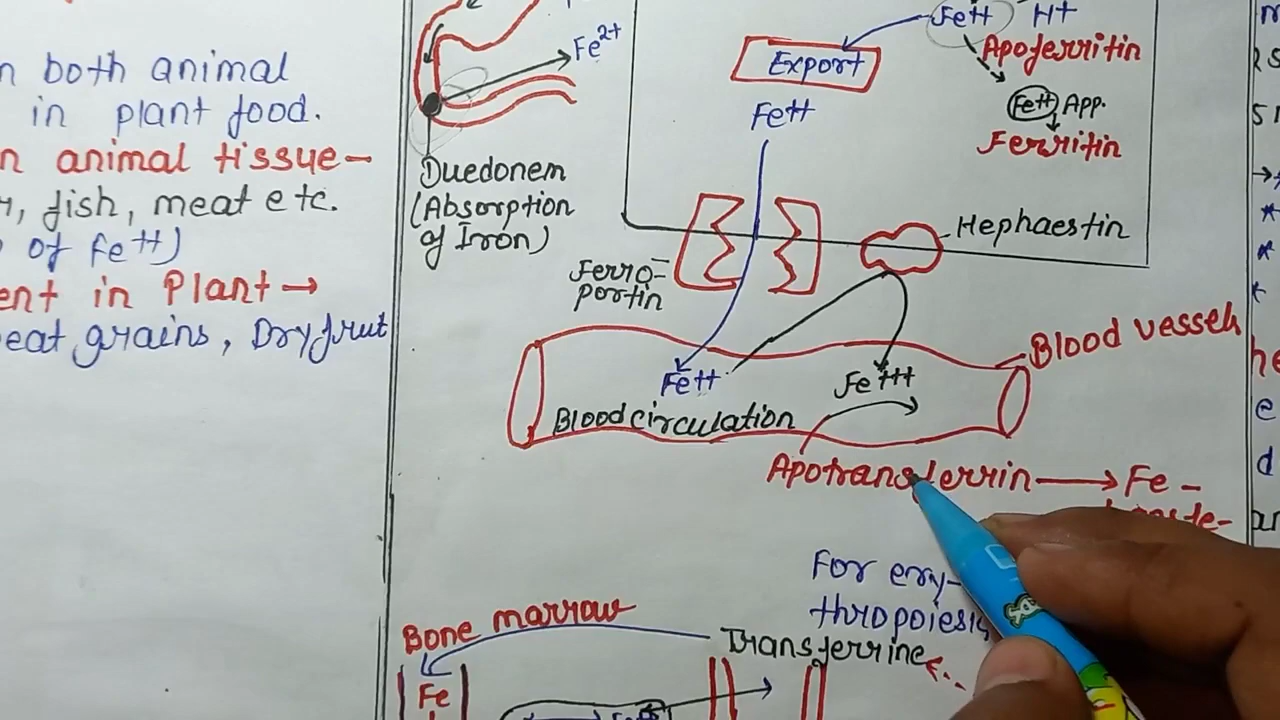 n both animal
in plant food.
n animal tissue-
, fish, meat etc.
of Fe++)
ent in Plant→
eat grains, Dryfrut
Fe2+
Duedonem
(Absorption
of Iron)
Fe++ H+
Apoferritin
Export
Fe++ App.
Ferritin
Fe++
Hephaestin
Ferro-
portin
Blood vesseh
Fe++
Fe+++
Blood circulation
Apotransferrin → Fe-
For ery-
thropoiesis
Bone marrow
Transferrine
Fe